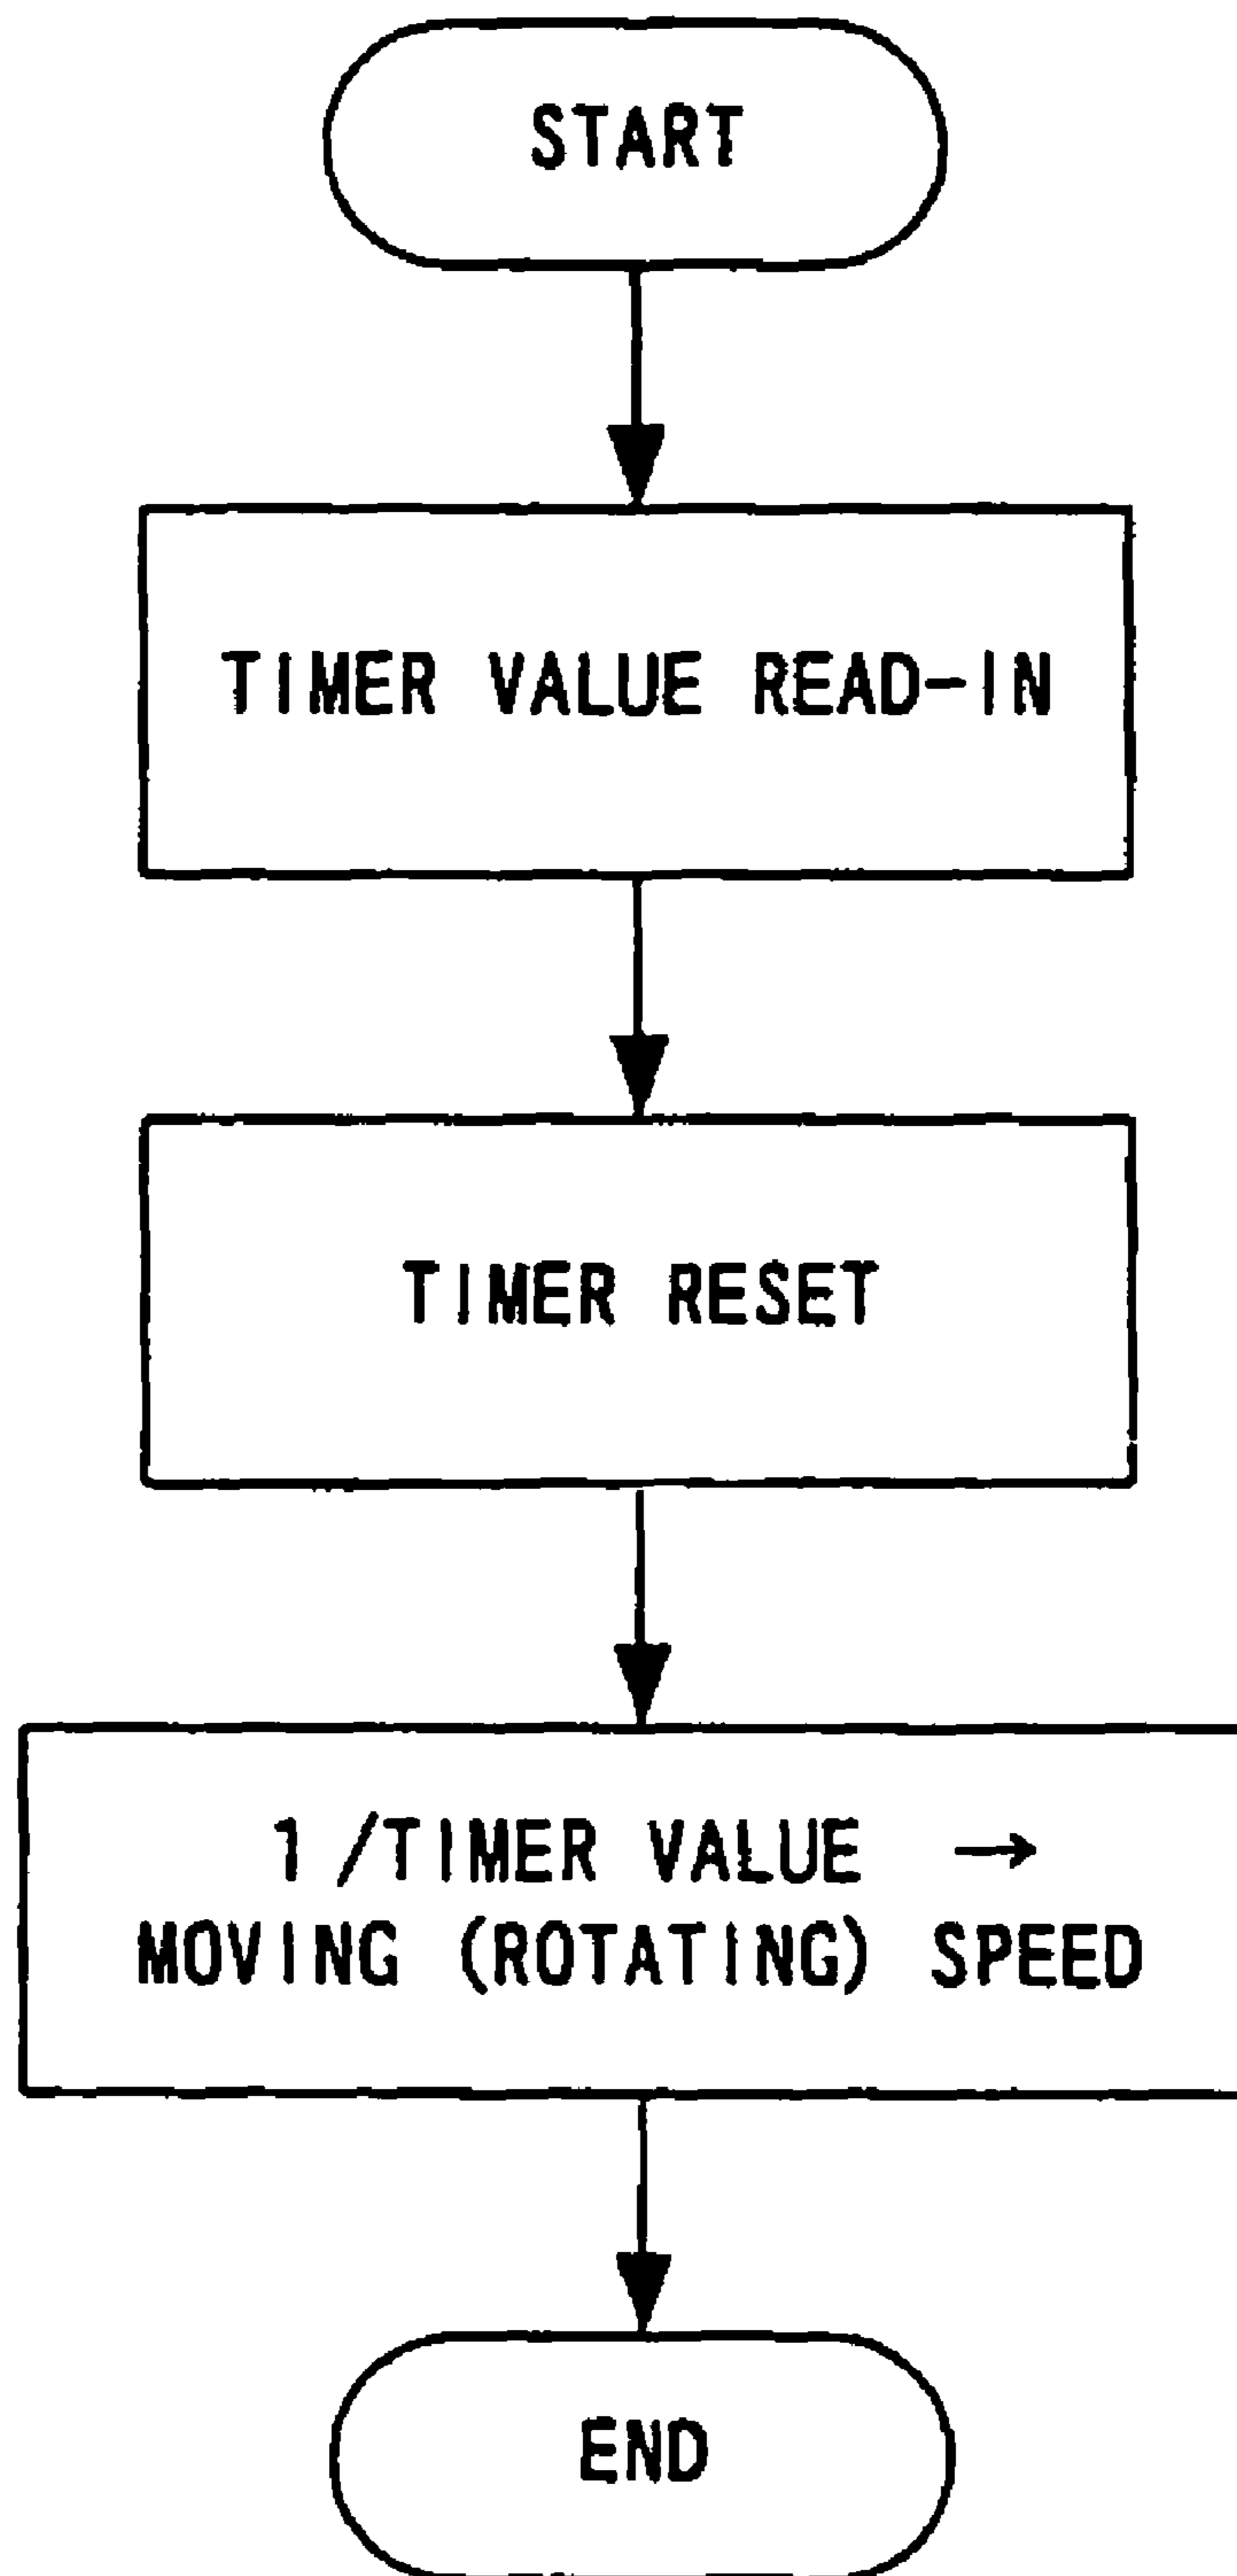 START
TIMER VALUE READ-IN
TIMER RESET
1/TIMER VALUE →
MOVING (ROTATING) SPEED
END